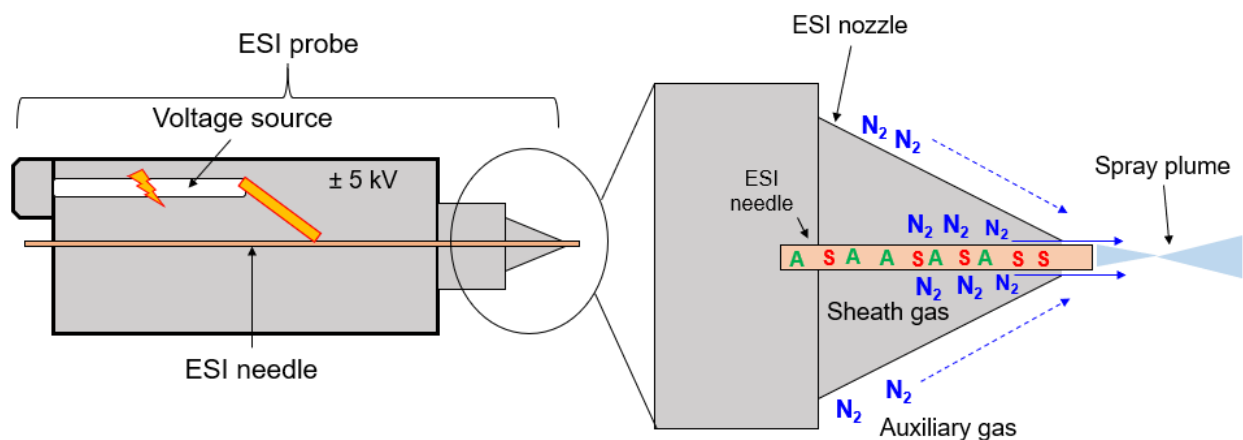 ESI probe
Voltage source
± 5 kV
ESI needle
ESI nozzle
N₂ N₂
Spray plume
ESI
needle
N₂ N₂ N₂
A S A A S A S A S S
N₂ N₂ N₂
Sheath gas
N₂ N₂
Auxiliary gas